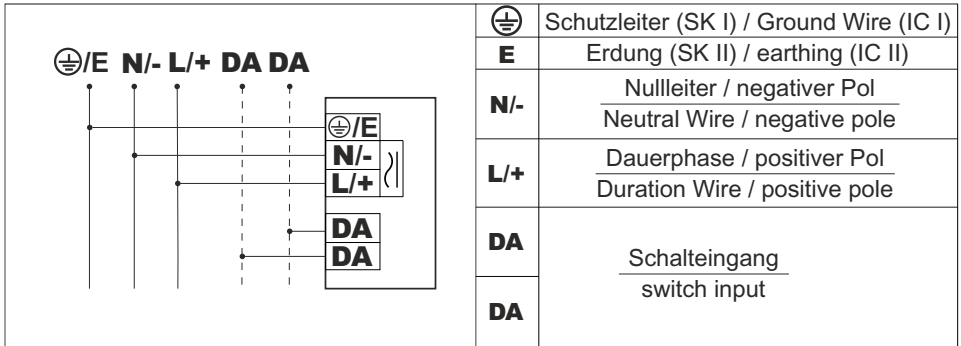 ⏚/E N/- L/+ DA DA
⏚/E
N/-
L/+
DA
DA
⏚ Schutzleiter (SK I) / Ground Wire (IC I)
E Erdung (SK II) / earthing (IC II)
N/- Nullleiter / negativer Pol
Neutral Wire / negative pole
L/+ Dauerphase / positiver Pol
Duration Wire / positive pole
DA
Schalteingang
switch input
DA